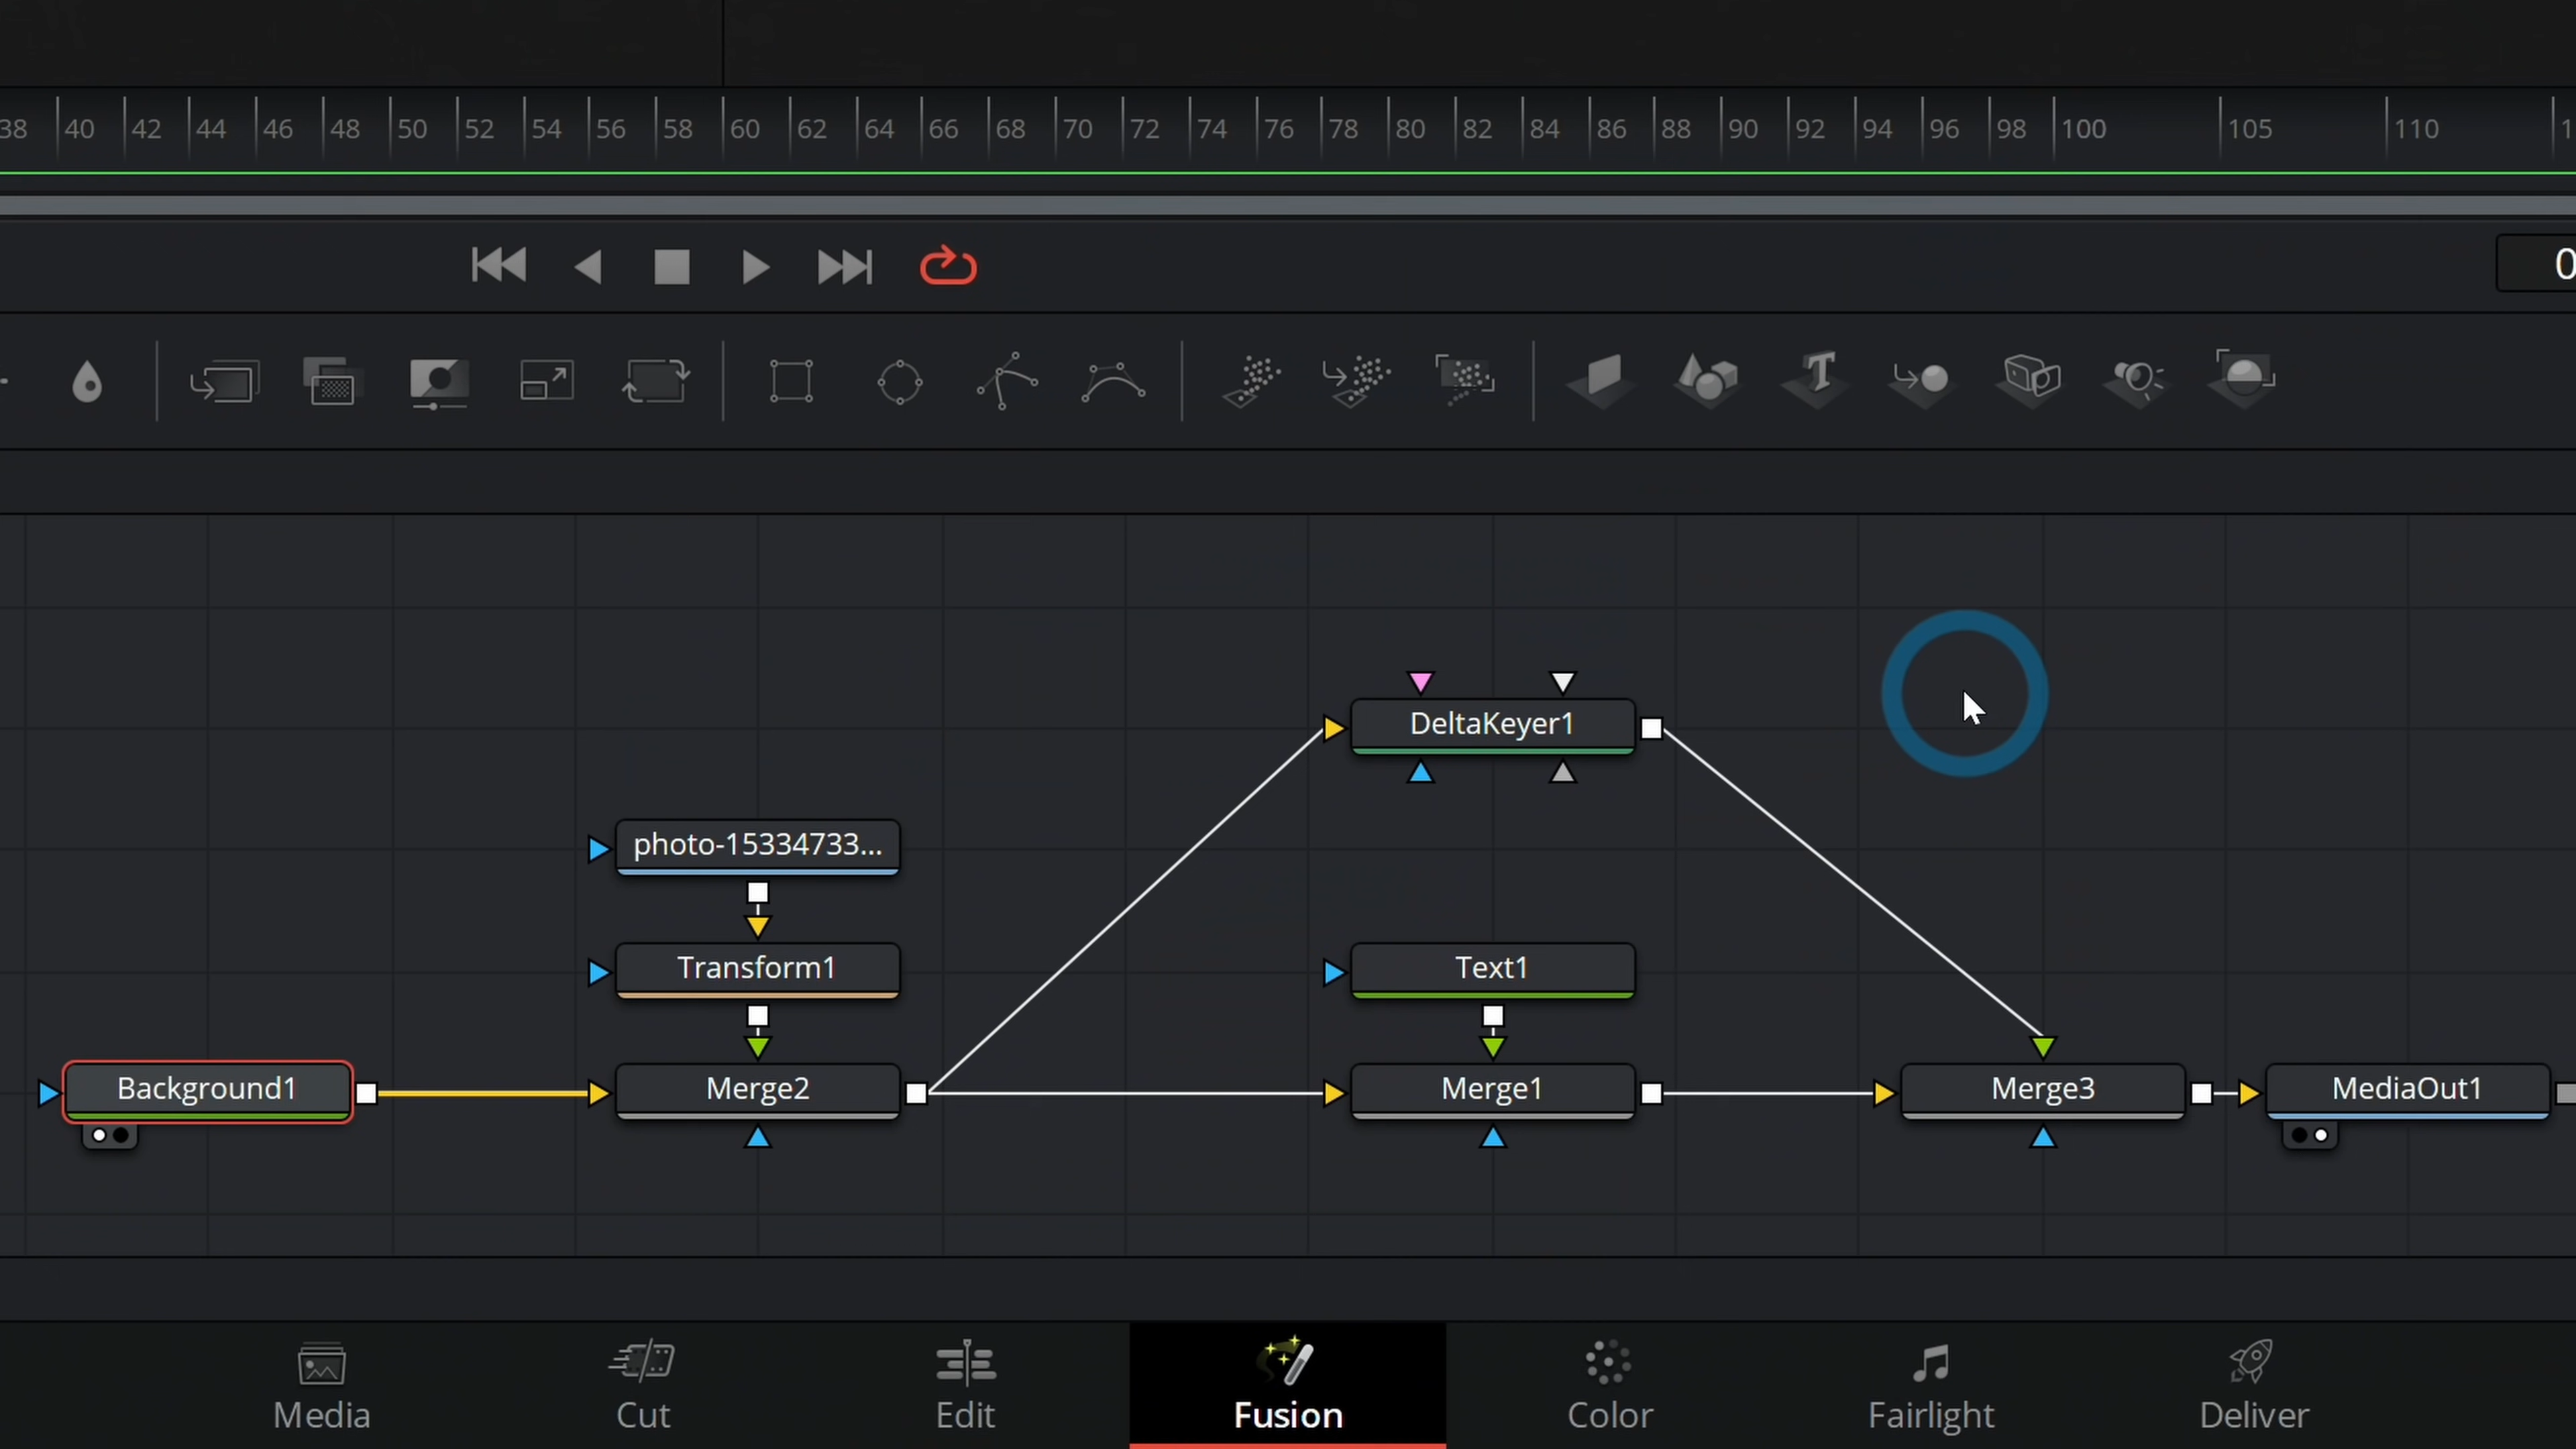 38 40 42 44 46 48 50 52 54 56 58 60 62 64 66 68 70 72 74 76 78 80 82 84 86 88 90 92 94 96 98 100 105 110
DeltaKeyer1
photo-15334733...
Transform1 Text1
Background1 Merge2 Merge1 Merge3 MediaOut1
Media Cut Edit Fusion Color Fairlight Deliver